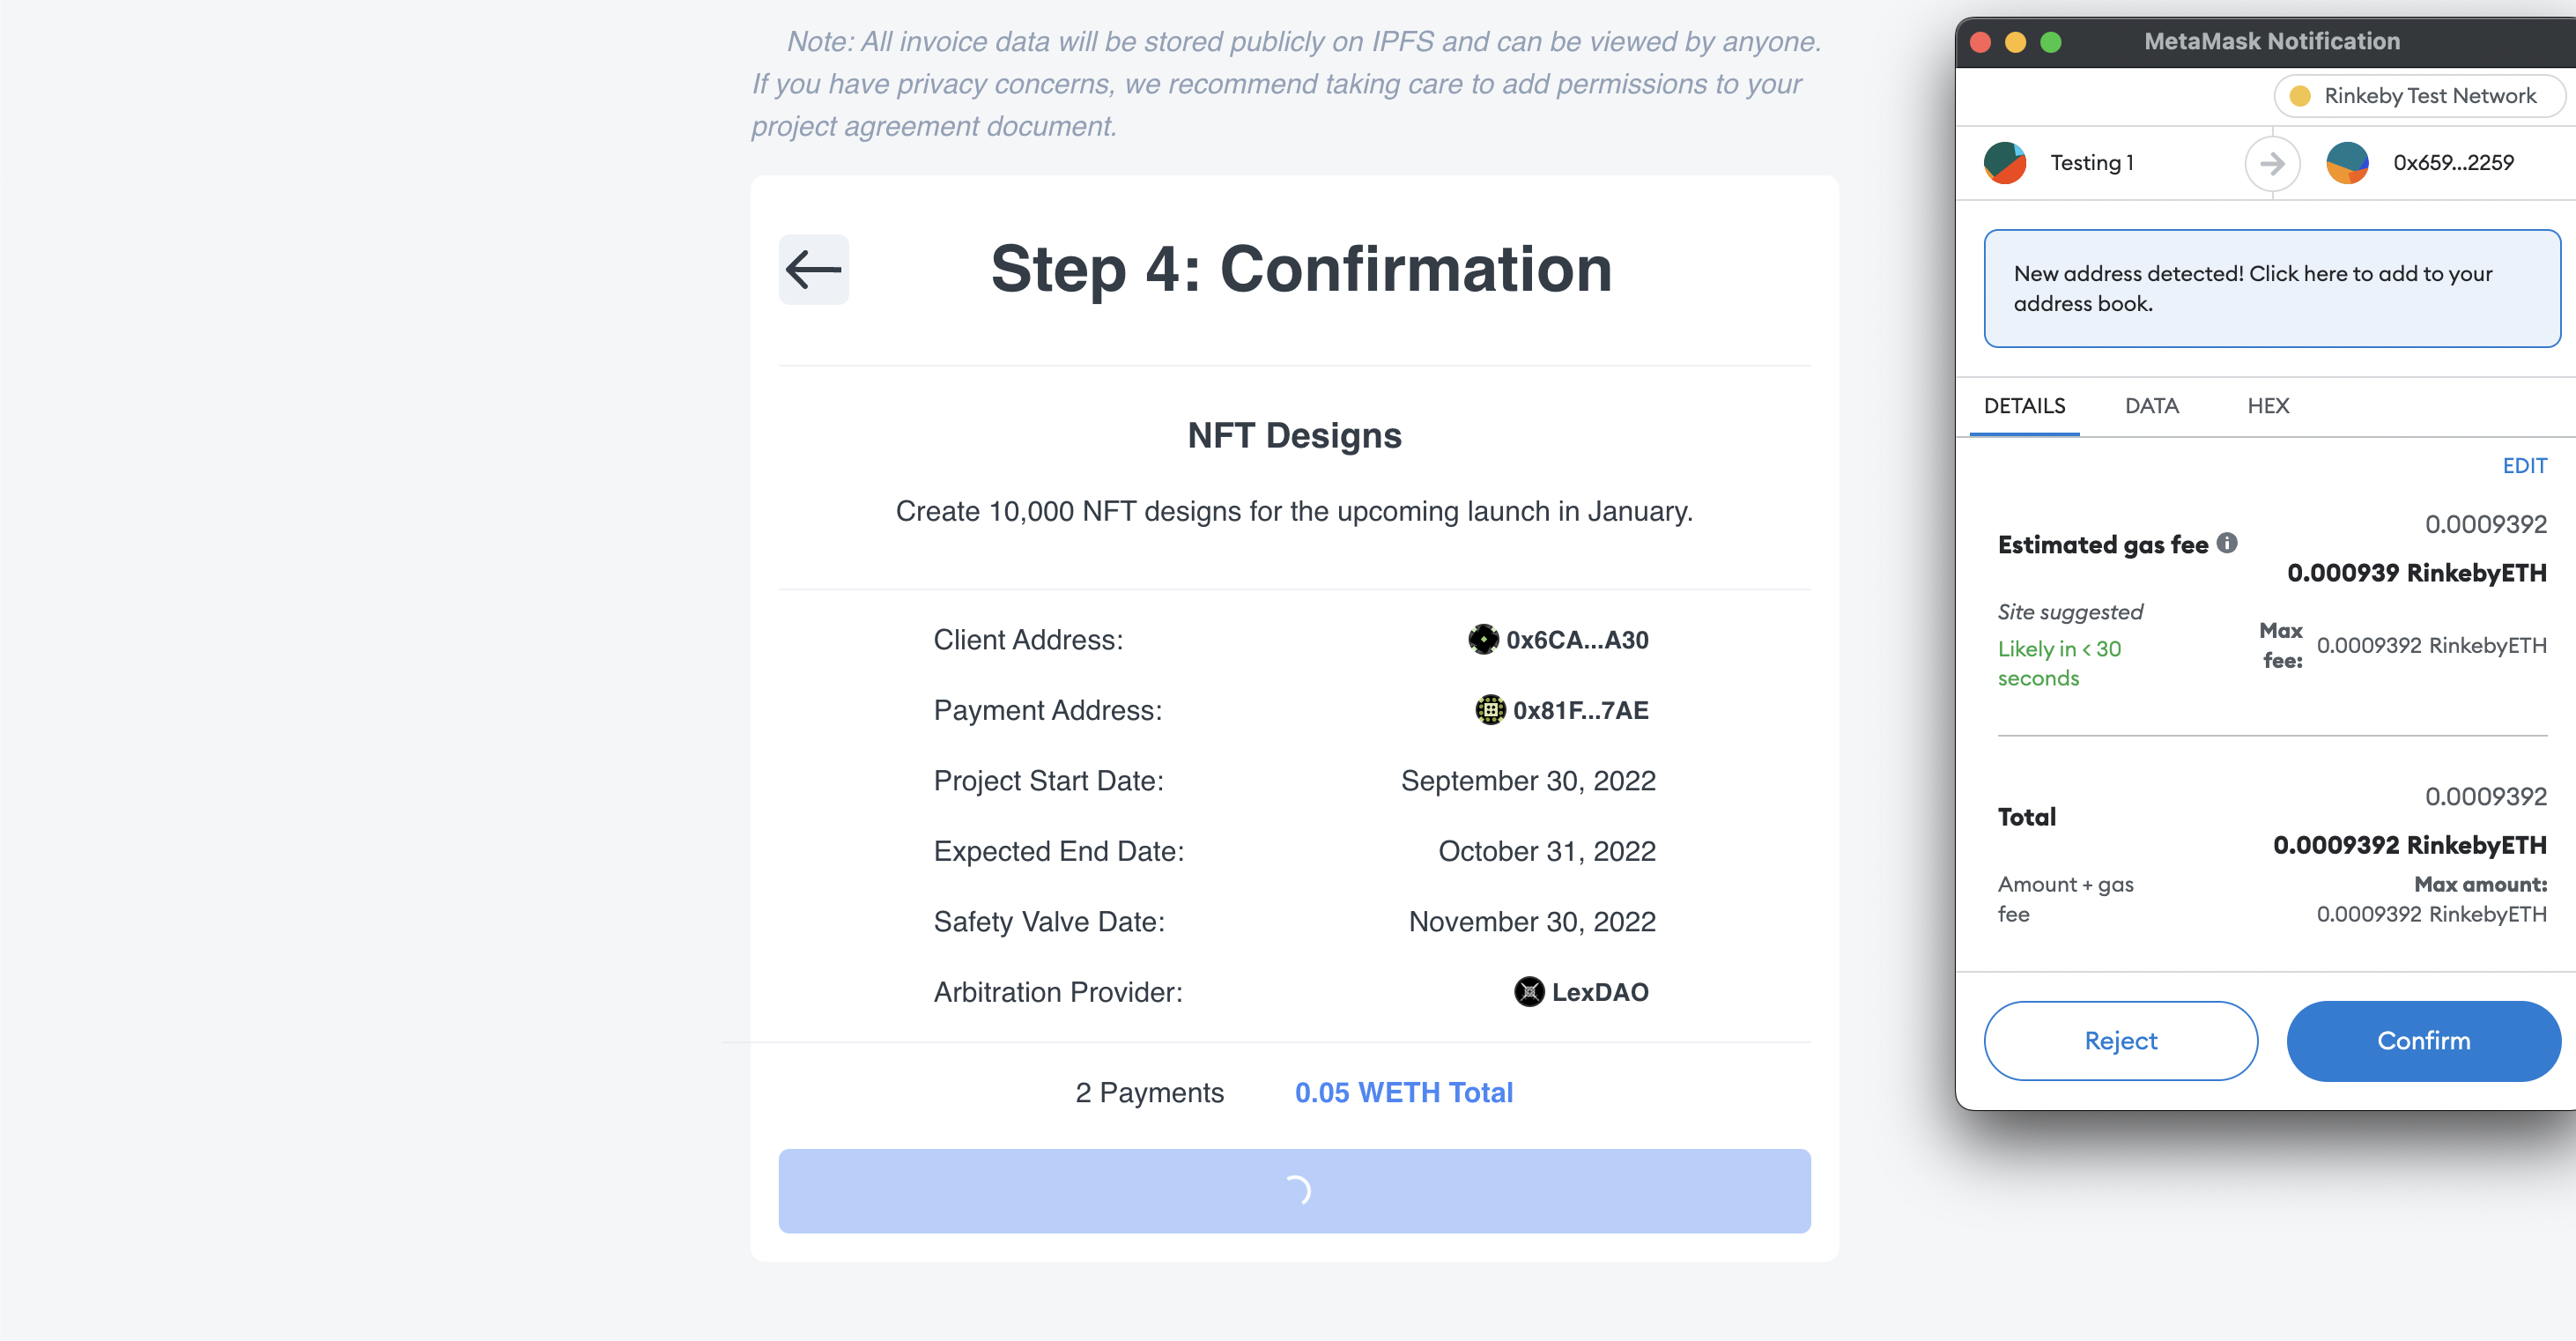 Note: All invoice data will be stored publicly on IPFS and can be viewed by anyone.
If you have privacy concerns, we recommend taking care to add permissions to your
project agreement document.
Step 4: Confirmation
NFT Designs
Create 10,000 NFT designs for the upcoming launch in January.
Client Address: 0x6CA...A30
Payment Address: 0x81F...7AE
Project Start Date: September 30, 2022
Expected End Date: October 31, 2022
Safety Valve Date: November 30, 2022
Arbitration Provider: LexDAO
2 Payments 0.05 WETH Total
MetaMask Notification
Rinkeby Test Network
Testing 1 0x659...2259
New address detected! Click here to add to your
address book.
DETAILS DATA HEX
EDIT
0.0009392
Estimated gas fee
0.000939 RinkebyETH
Site suggested
Likely in < 30
seconds
Max
fee: 0.0009392 RinkebyETH
0.0009392
Total
0.0009392 RinkebyETH
Amount + gas
fee
Max amount:
0.0009392 RinkebyETH
Reject Confirm